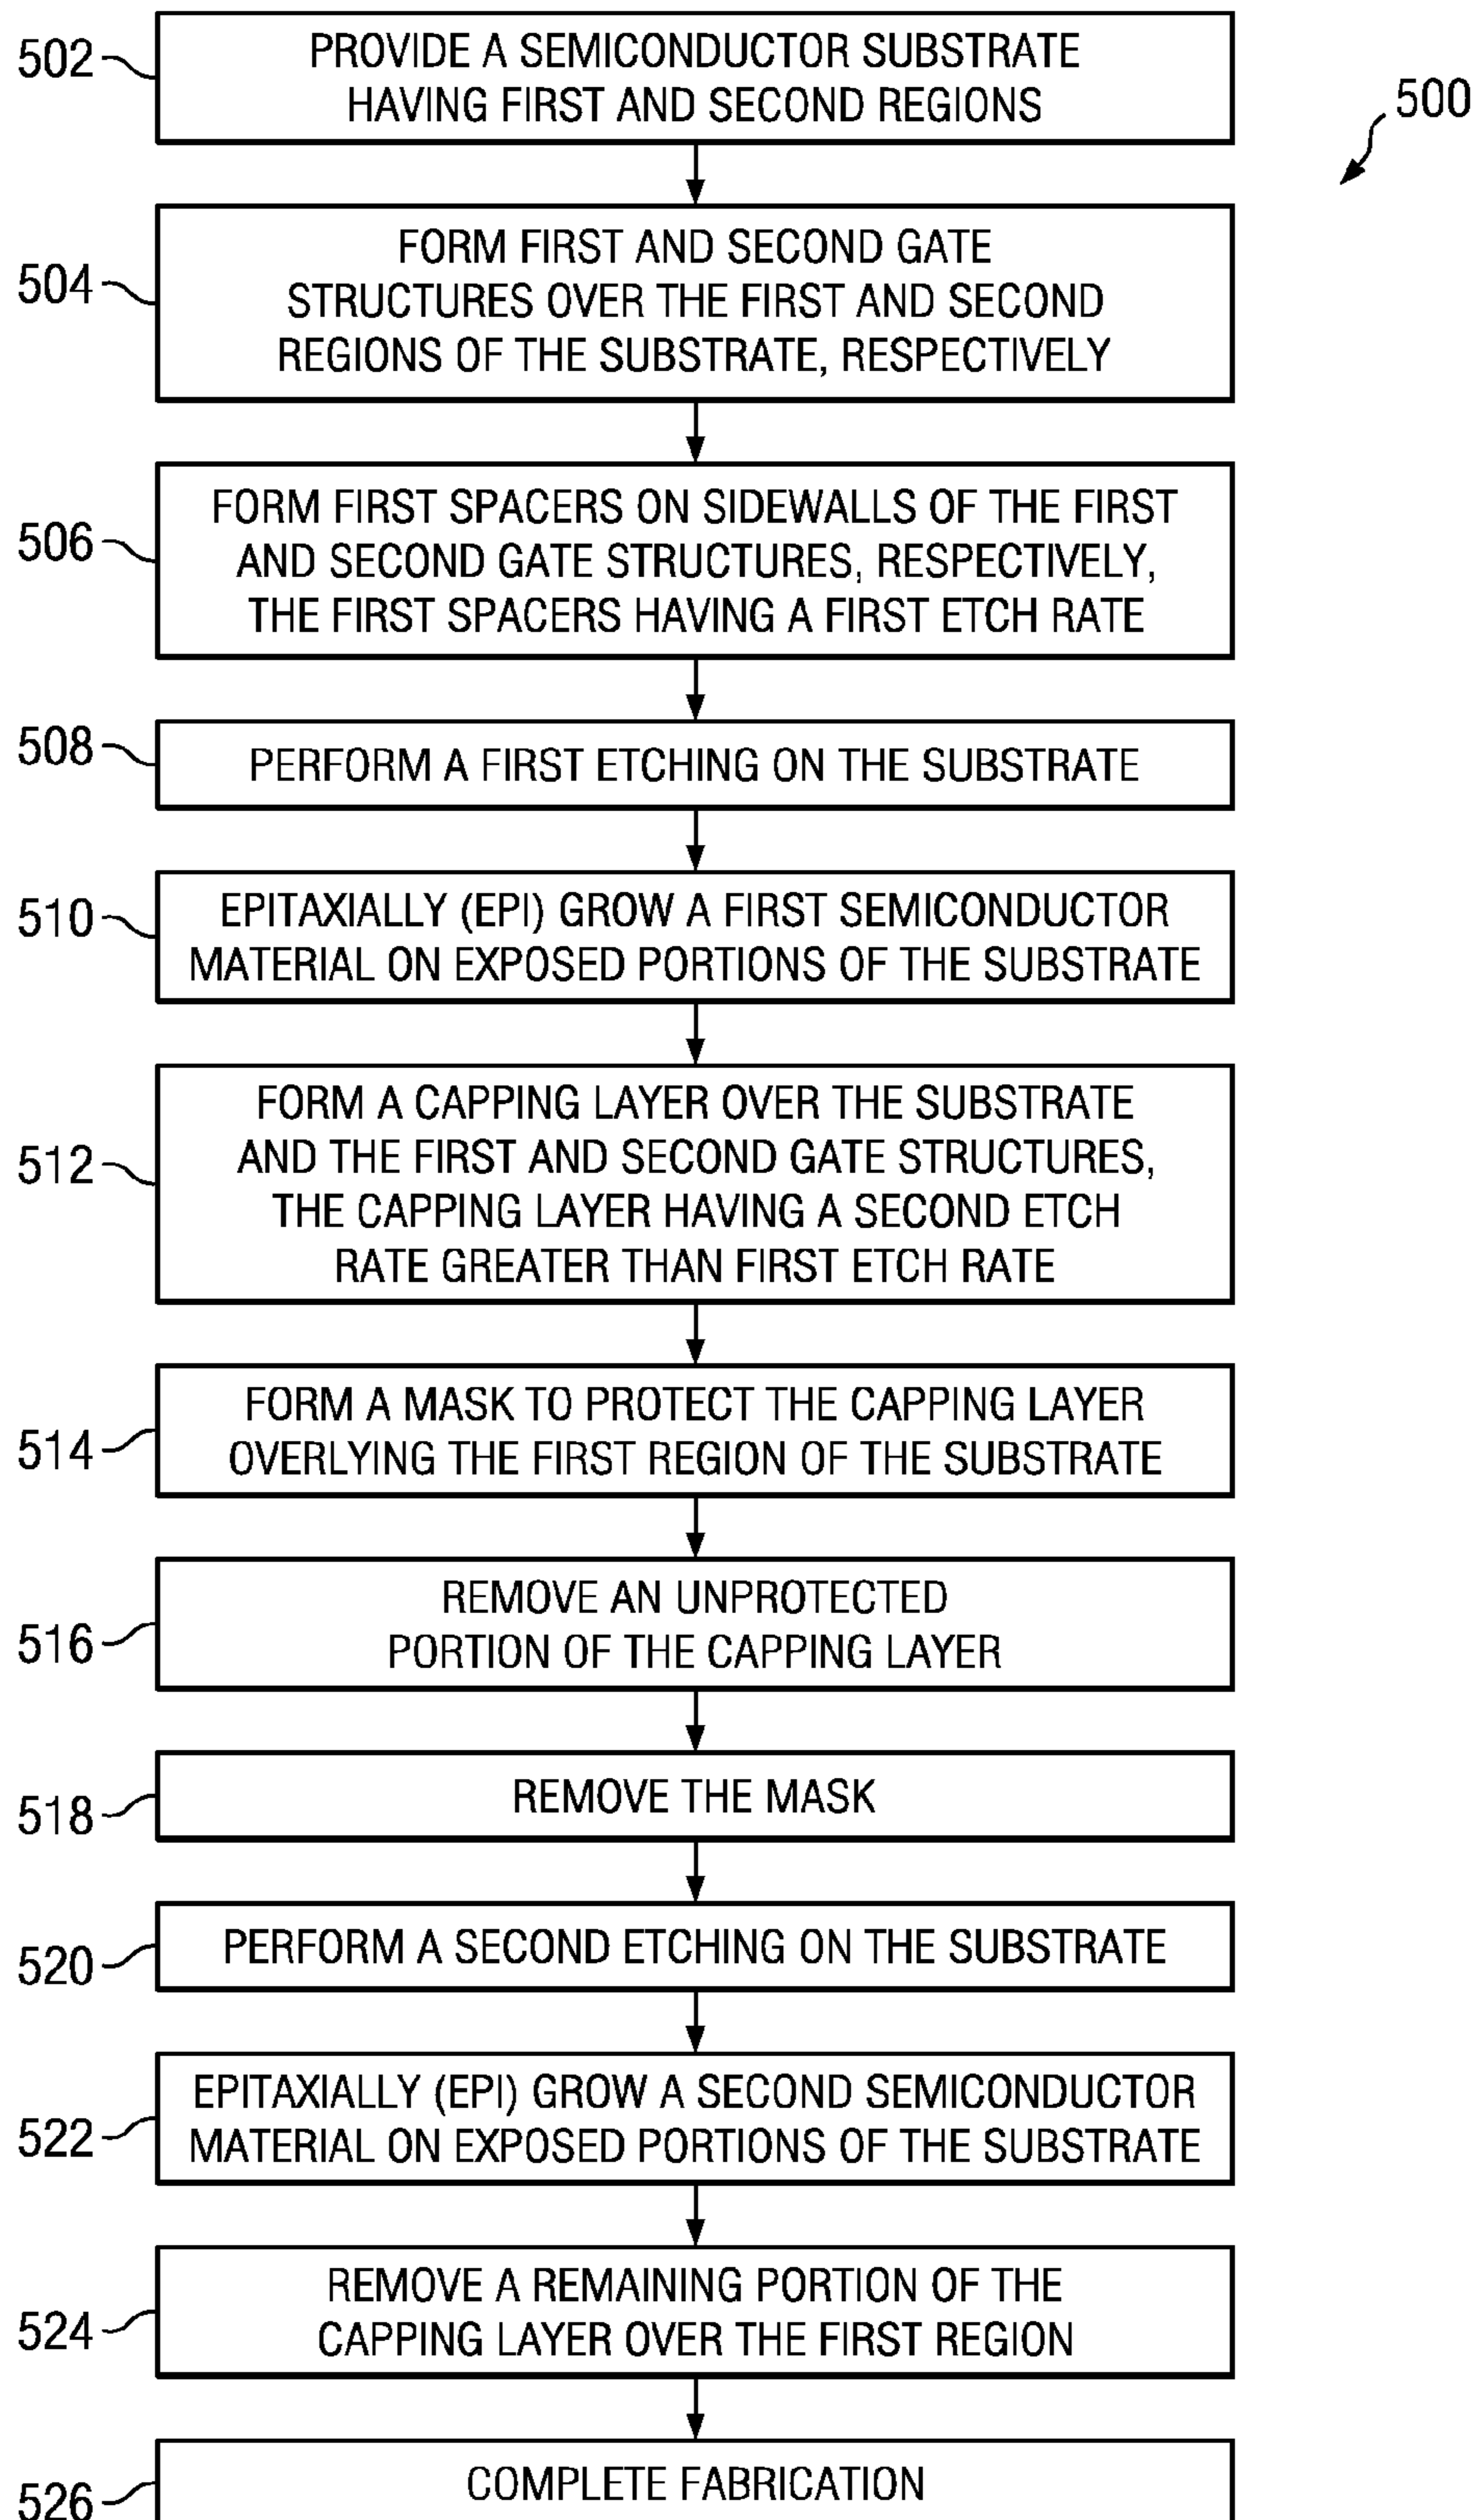 502
PROVIDE A SEMICONDUCTOR SUBSTRATE
HAVING FIRST AND SECOND REGIONS
500
504
FORM FIRST AND SECOND GATE
STRUCTURES OVER THE FIRST AND SECOND
REGIONS OF THE SUBSTRATE, RESPECTIVELY
506
FORM FIRST SPACERS ON SIDEWALLS OF THE FIRST
AND SECOND GATE STRUCTURES, RESPECTIVELY,
THE FIRST SPACERS HAVING A FIRST ETCH RATE
508
PERFORM A FIRST ETCHING ON THE SUBSTRATE
510
EPITAXIALLY (EPI) GROW A FIRST SEMICONDUCTOR
MATERIAL ON EXPOSED PORTIONS OF THE SUBSTRATE
512
FORM A CAPPING LAYER OVER THE SUBSTRATE
AND THE FIRST AND SECOND GATE STRUCTURES,
THE CAPPING LAYER HAVING A SECOND ETCH
RATE GREATER THAN FIRST ETCH RATE
514
FORM A MASK TO PROTECT THE CAPPING LAYER
OVERLYING THE FIRST REGION OF THE SUBSTRATE
516
REMOVE AN UNPROTECTED
PORTION OF THE CAPPING LAYER
518
REMOVE THE MASK
520
PERFORM A SECOND ETCHING ON THE SUBSTRATE
522
EPITAXIALLY (EPI) GROW A SECOND SEMICONDUCTOR
MATERIAL ON EXPOSED PORTIONS OF THE SUBSTRATE
524
REMOVE A REMAINING PORTION OF THE
CAPPING LAYER OVER THE FIRST REGION
526
COMPLETE FABRICATION